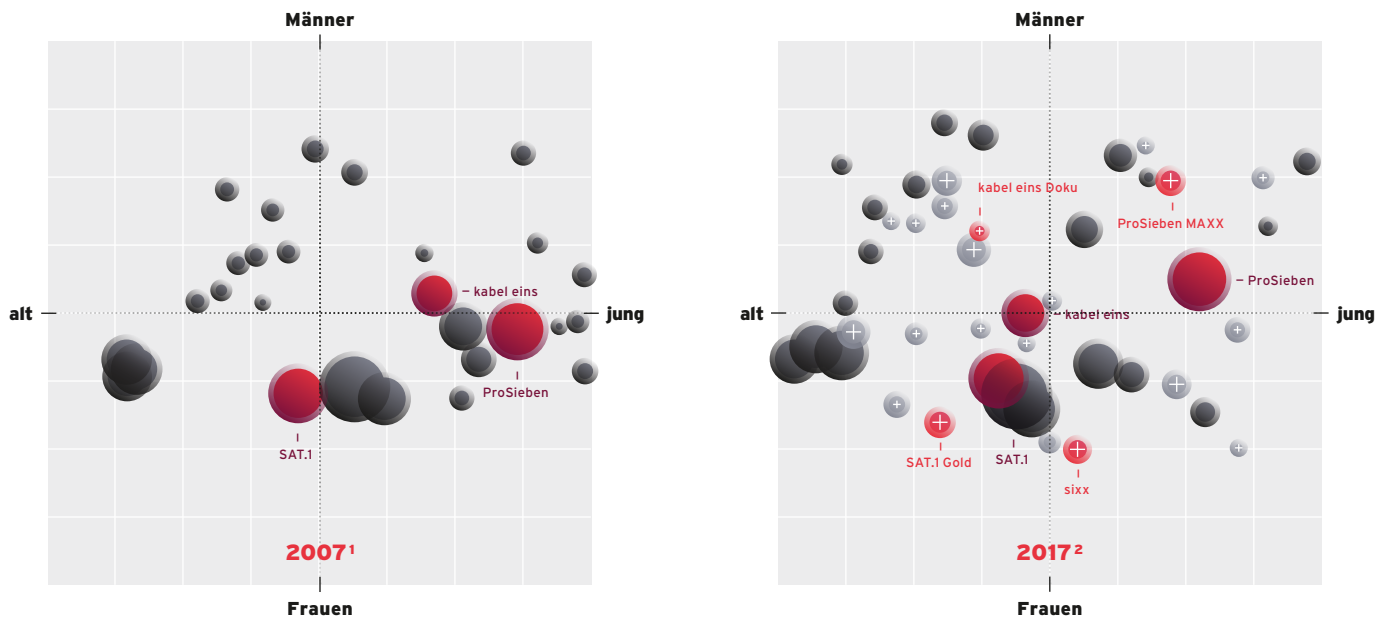 Männer
alt
jung
kabel eins
ProSieben
SAT.1
2007¹
Frauen
Männer
alt
jung
kabel eins Doku
ProSieben MAXX
ProSieben
kabel eins
SAT.1 Gold
SAT.1
sixx
2017²
Frauen